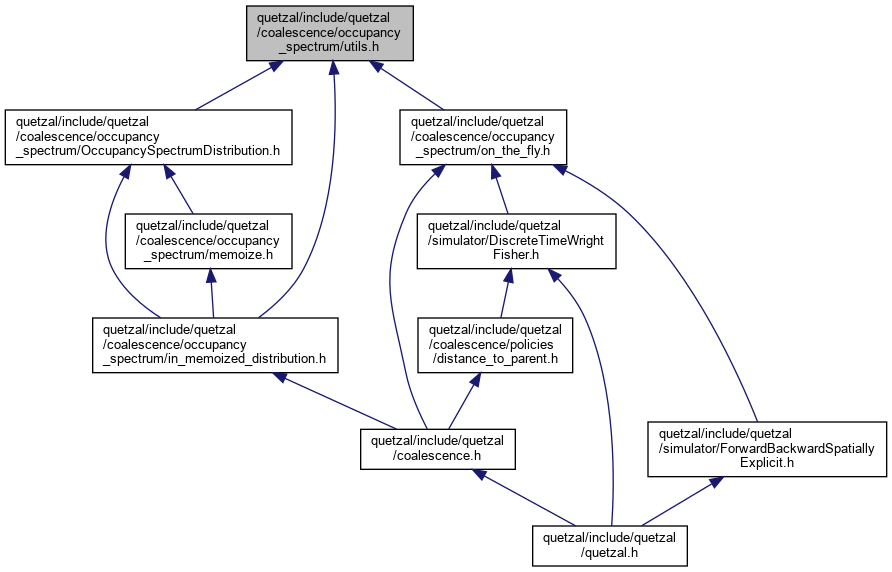 quetzal/include/quetzal
/coalescence/occupancy
_spectrum/utils.h
quetzal/include/quetzal
/coalescence/occupancy
_spectrum/OccupancySpectrumDistribution.h
quetzal/include/quetzal
/coalescence/occupancy
_spectrum/on_the_fly.h
quetzal/include/quetzal
/coalescence/occupancy
_spectrum/memoize.h
quetzal/include/quetzal
/simulator/DiscreteTimeWright
Fisher.h
quetzal/include/quetzal
/coalescence/occupancy
_spectrum/in_memoized_distribution.h
quetzal/include/quetzal
/coalescence/policies
/distance_to_parent.h
quetzal/include/quetzal
/coalescence.h
quetzal/include/quetzal
/simulator/ForwardBackwardSpatially
Explicit.h
quetzal/include/quetzal
/quetzal.h